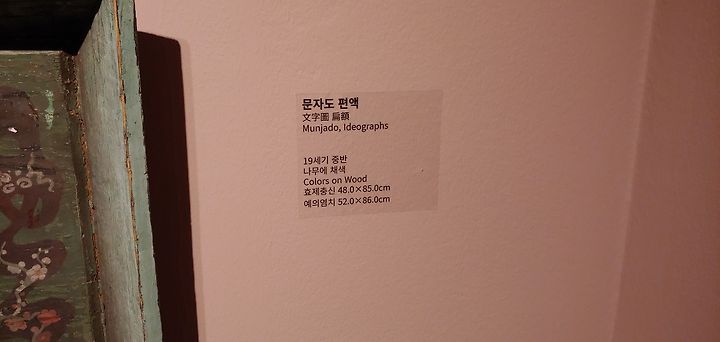 문자도 편액
文字圖 扁額
Munjado, Ideographs
19세기 중반
나무에 채색
Colors on Wood
효제충신 48.0×85.0cm
예의염치 52.0×86.0cm